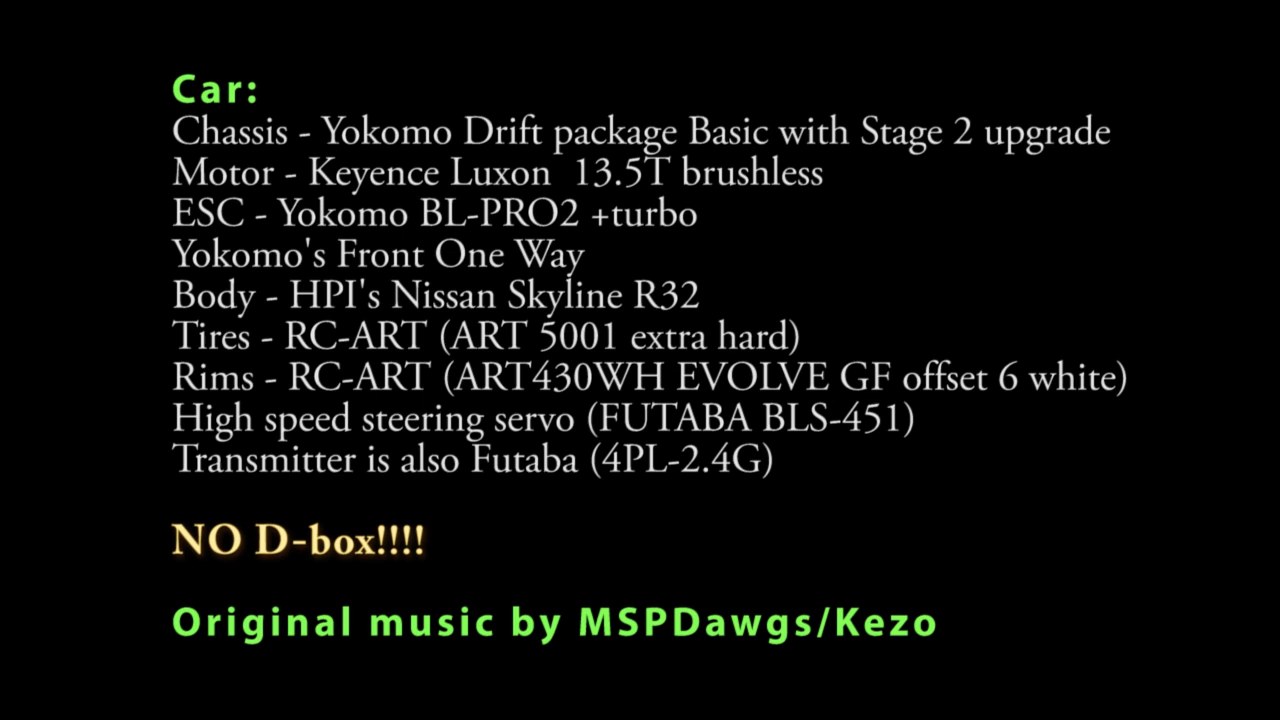 Car:
Chassis - Yokomo Drift package Basic with Stage 2 upgrade
Motor - Keyence Luxon  13.5T brushless
ESC - Yokomo BL-PRO2 +turbo
Yokomo's Front One Way
Body - HPI's Nissan Skyline R32
Tires - RC-ART (ART 5001 extra hard)
Rims - RC-ART (ART430WH EVOLVE GF offset 6 white)
High speed steering servo (FUTABA BLS-451)
Transmitter is also Futaba (4PL-2.4G)
NO D-box!!!!
Original music by MSPDawgs/Kezo